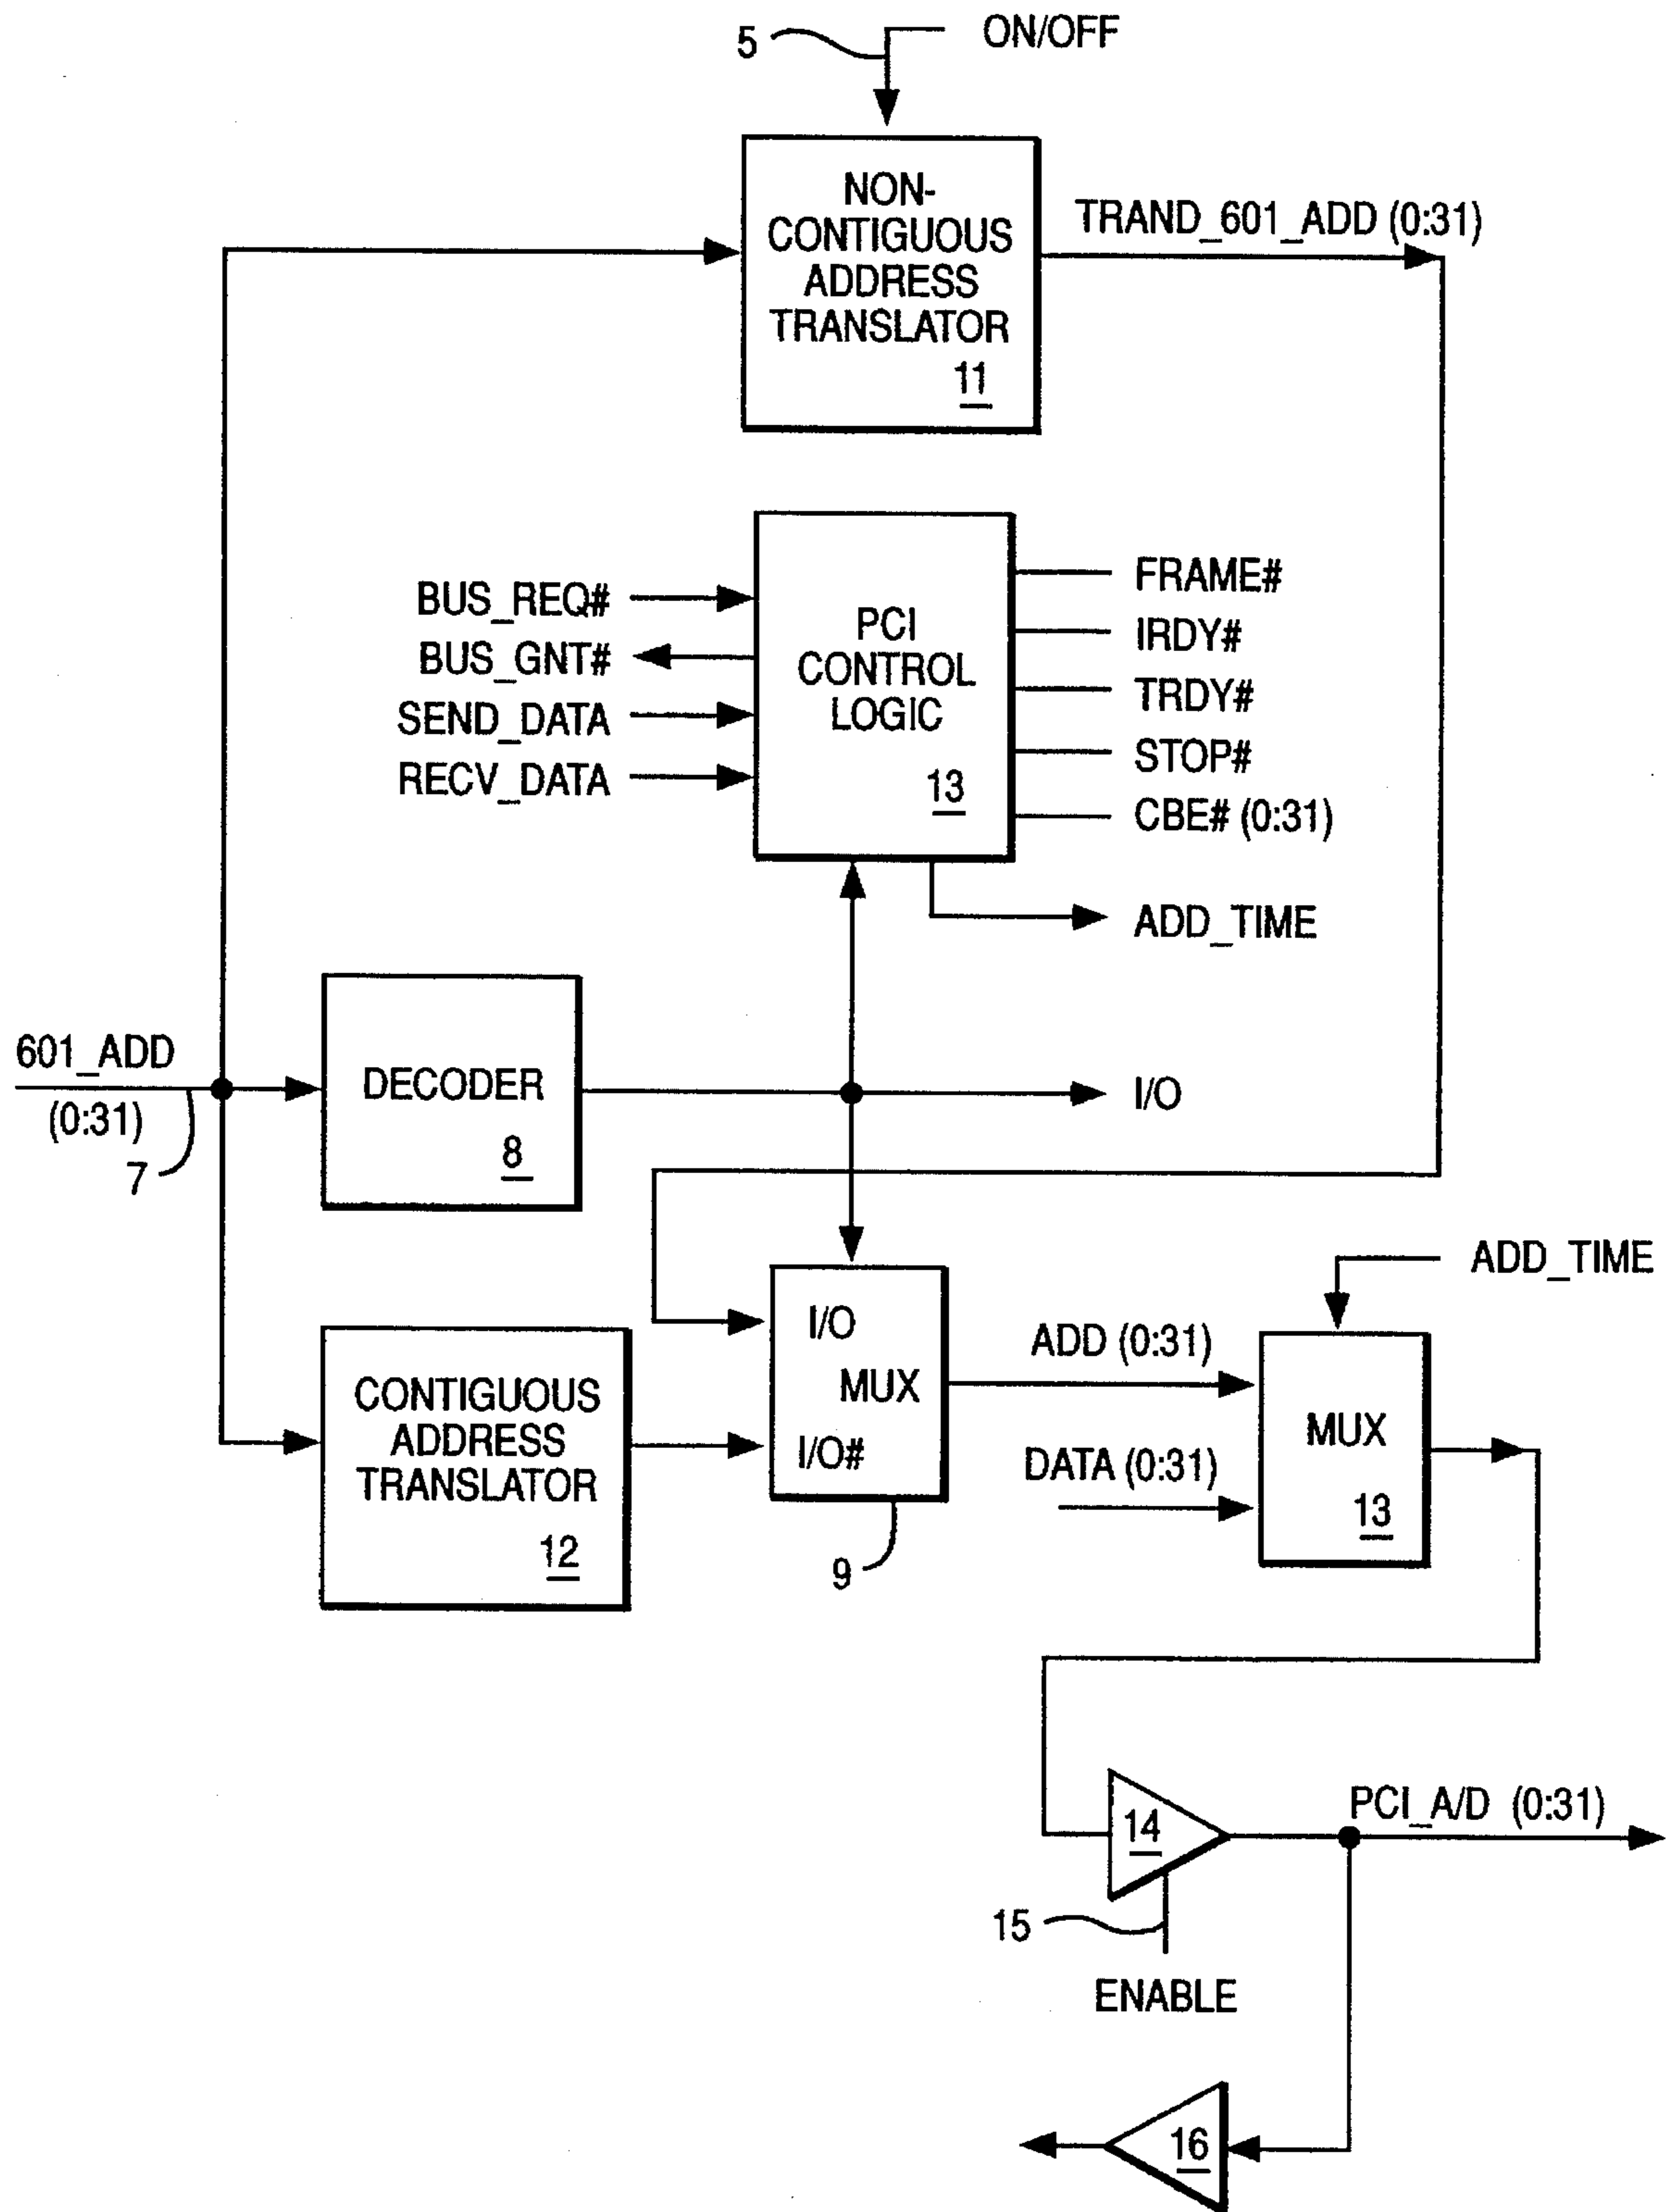 5
ON/OFF
NON-
CONTIGUOUS
ADDRESS
TRANSLATOR
11
TRAND_601_ADD (0:31)
BUS_REQ#
BUS_GNT#
SEND_DATA
RECV_DATA
PCI
CONTROL
LOGIC
13
FRAME#
IRDY#
TRDY#
STOP#
CBE# (0:31)
ADD_TIME
601_ADD
(0:31)
7
DECODER
8
I/O
CONTIGUOUS
ADDRESS
TRANSLATOR
12
I/O
MUX
I/O#
9
ADD (0:31)
DATA (0:31)
ADD_TIME
MUX
13
14
15
ENABLE
PCI_A/D (0:31)
16